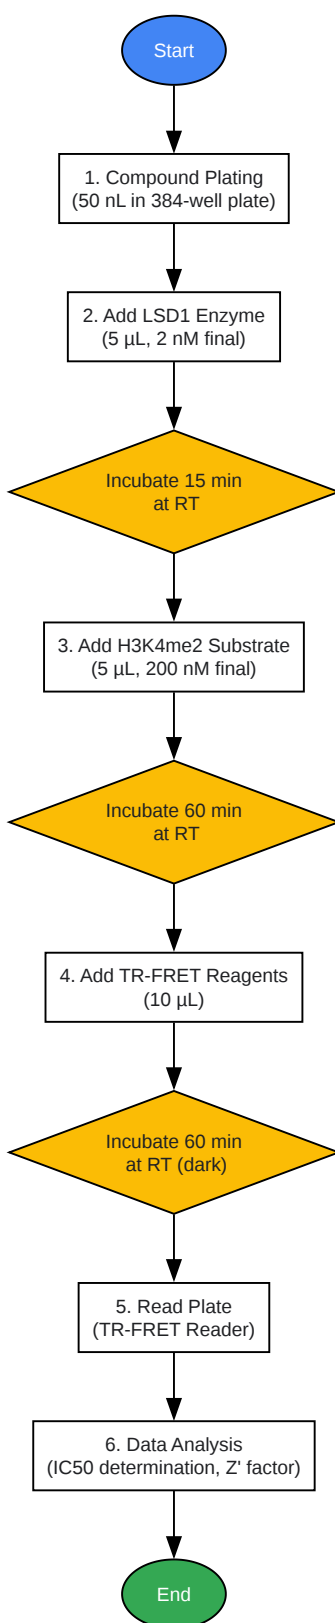 Start
1. Compound Plating
(50 nL in 384-well plate)
2. Add LSD1 Enzyme
(5 µL, 2 nM final)
Incubate 15 min
at RT
3. Add H3K4me2 Substrate
(5 µL, 200 nM final)
Incubate 60 min
at RT
4. Add TR-FRET Reagents
(10 µL)
Incubate 60 min
at RT (dark)
5. Read Plate
(TR-FRET Reader)
6. Data Analysis
(IC50 determination, Z' factor)
End